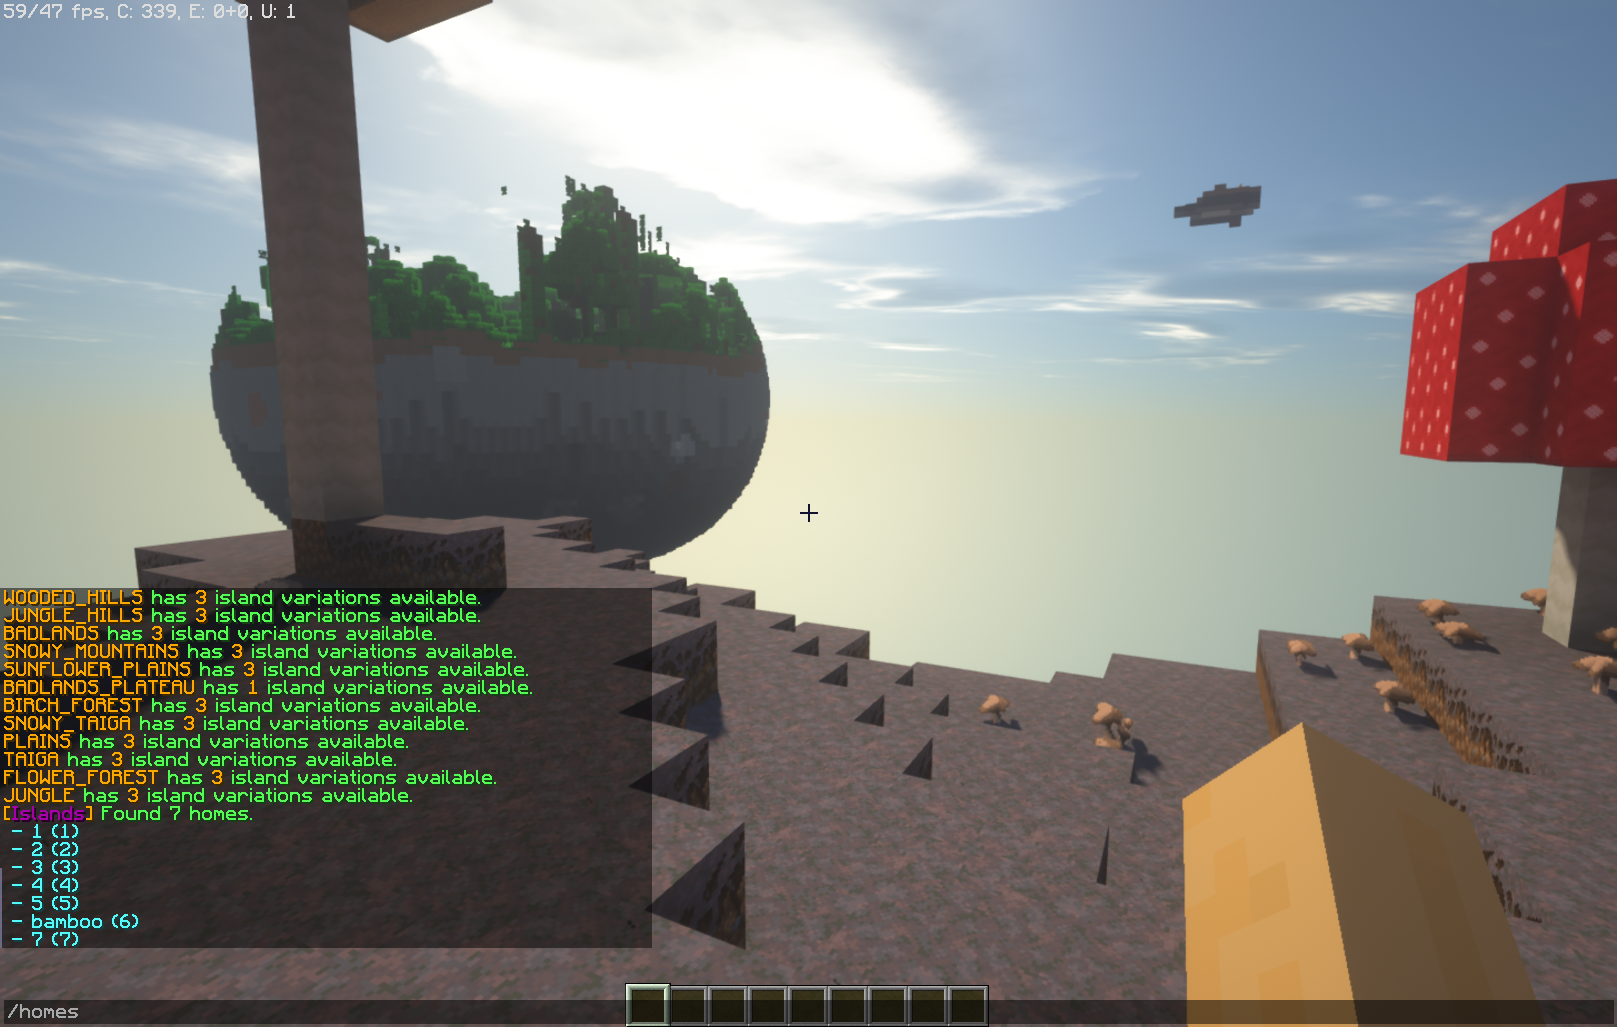 59/47 fps, C: 339, E: 0+0, U: 1
WOODED_HILLS has 3 island variations available.
JUNGLE_HILLS has 3 island variations available.
BADLANDS has 3 island variations available.
SNOWY_MOUNTAINS has 3 island variations available.
SUNFLOWER_PLAINS has 3 island variations available.
BADLANDS_PLATEAU has 1 island variations available.
BIRCH_FOREST has 3 island variations available.
SNOWY_TAIGA has 3 island variations available.
PLAINS has 3 island variations available.
TAIGA has 3 island variations available.
FLOWER_FOREST has 3 island variations available.
JUNGLE has 3 island variations available.
[Islands] Found 7 homes.
- 1 (1)
- 2 (2)
- 3 (3)
- 4 (4)
- 5 (5)
- bamboo (6)
- 7 (7)
/homes